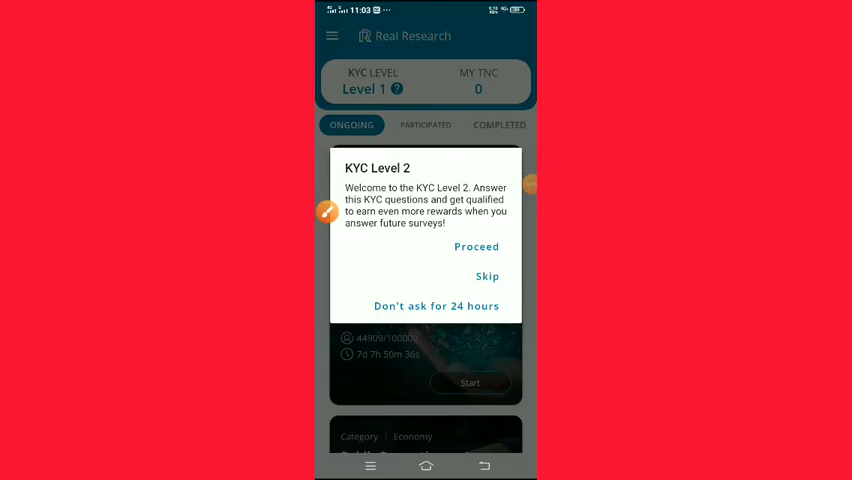 11:03
Real Research
KYC LEVEL
MY TNC
Level 1 ?
0
ONGOING
PARTICIPATED
COMPLETED
KYC Level 2
Welcome to the KYC Level 2. Answer
this KYC questions and get qualified
to earn even more rewards when you
answer future surveys!
Proceed
Skip
Don't ask for 24 hours
44909/100000
7d 7h 50m 36s
Start
Category | Economy